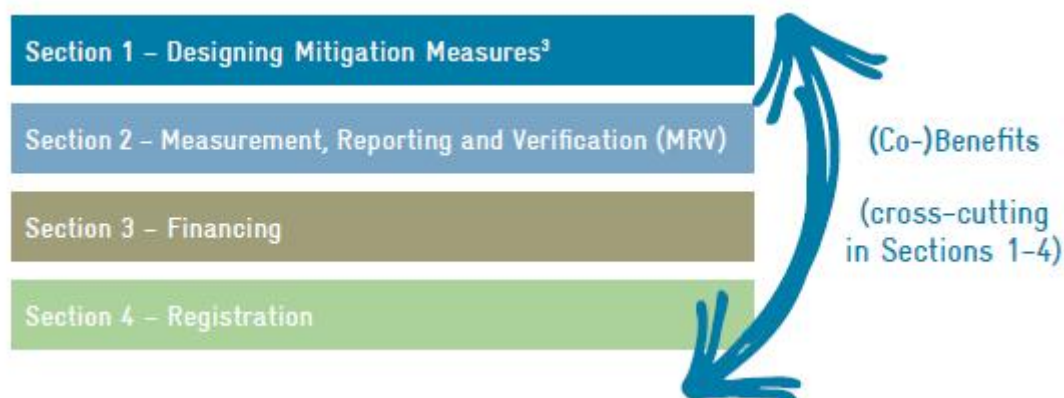 Section 1 – Designing Mitigation Measures³
Section 2 – Measurement, Reporting and Verification (MRV)
(Co-)Benefits
Section 3 – Financing
(cross-cutting
in Sections 1–4)
Section 4 – Registration